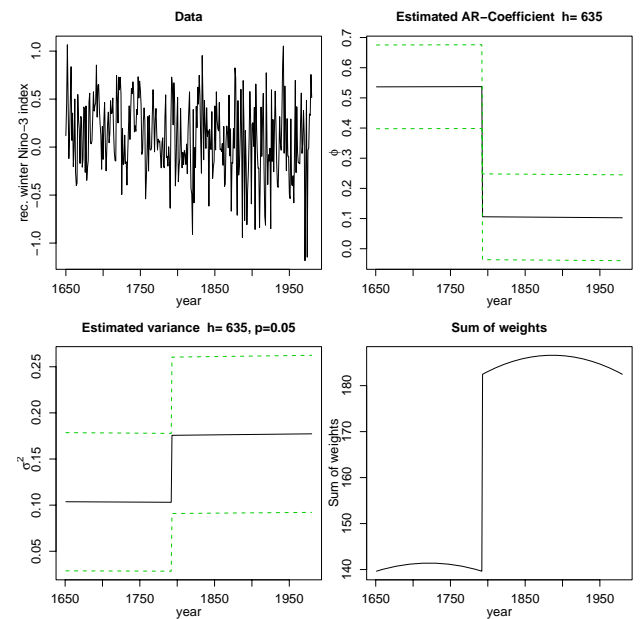 Data
rec. winter Nino-3 index
1.0
0.5
0.0
−0.5
−1.0
1650 1750 1850 1950
year
Estimated AR−Coefficient h= 635
ϕ
0.7
0.6
0.5
0.4
0.3
0.2
0.1
0.0
1650 1750 1850 1950
year
Estimated variance h= 635, p=0.05
σ²
0.25
0.20
0.15
0.10
0.05
1650 1750 1850 1950
year
Sum of weights
Sum of weights
180
170
160
150
140
1650 1750 1850 1950
year